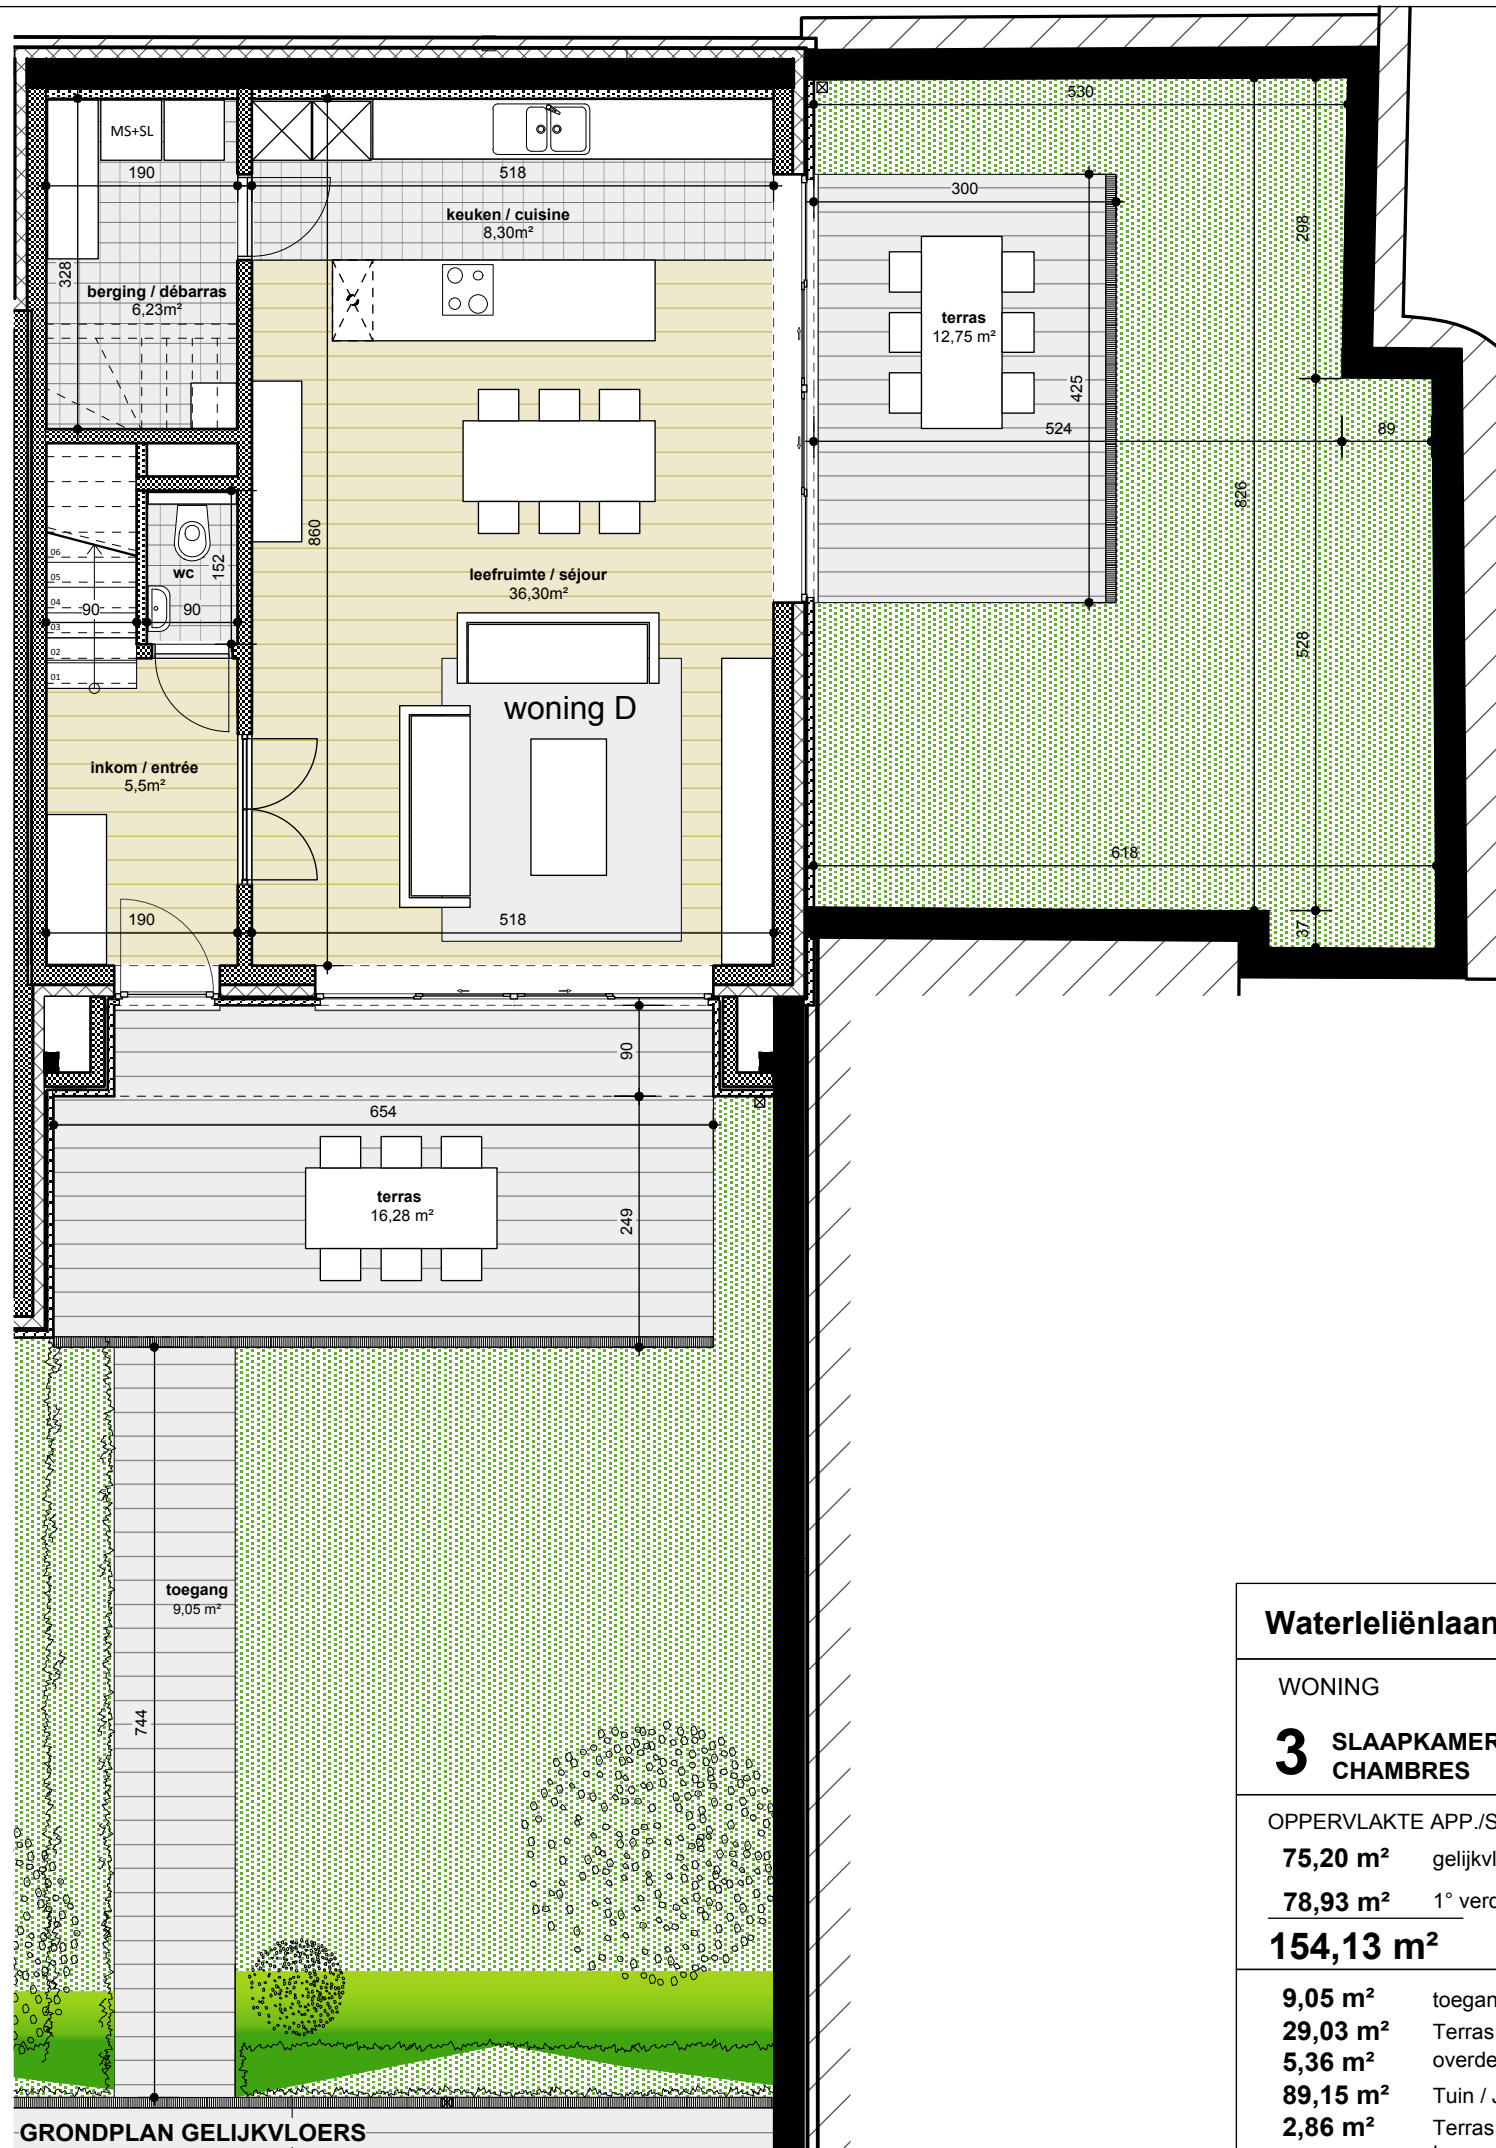 530
MS+SL
190
518
300
keuken / cuisine
8,30m²
298
328
berging / débarras
6,23m²
terras
12,75 m²
425
524
89
826
860
152
wc
leefruimte / séjour
36,30m²
06
05
04
03
02
01
90
90
528
woning D
inkom / entrée
5,5m²
618
190
518
37
90
654
terras
16,28 m²
249
toegang
9,05 m²
744
Waterleliënlaan
WONING
3 SLAAPKAMER
CHAMBRES
OPPERVLAKTE APP./S
75,20 m² gelijkvl
78,93 m² 1° verd
154,13 m²
9,05 m² toegan
29,03 m² Terras
5,36 m² overde
89,15 m² Tuin / J
2,86 m² Terras
GRONDPLAN GELIJKVLOERS